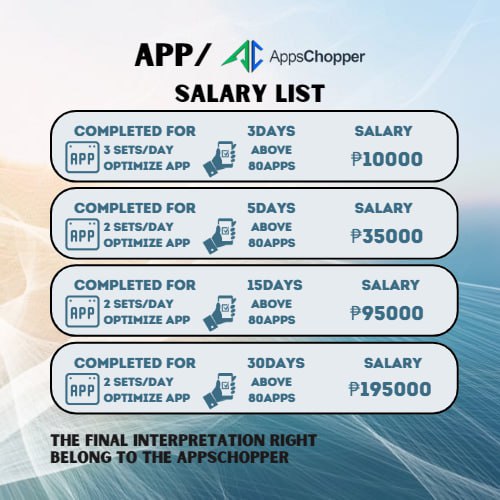 APP/ AppsChopper
SALARY LIST
COMPLETED FOR 3DAYS SALARY
APP 3 SETS/DAY ABOVE ₱10000
OPTIMIZE APP 80APPS
COMPLETED FOR 5DAYS SALARY
APP 2 SETS/DAY ABOVE ₱35000
OPTIMIZE APP 80APPS
COMPLETED FOR 15DAYS SALARY
APP 2 SETS/DAY ABOVE ₱95000
OPTIMIZE APP 80APPS
COMPLETED FOR 30DAYS SALARY
APP 2 SETS/DAY ABOVE ₱195000
OPTIMIZE APP 80APPS
THE FINAL INTERPRETATION RIGHT
BELONG TO THE APPSCHOPPER